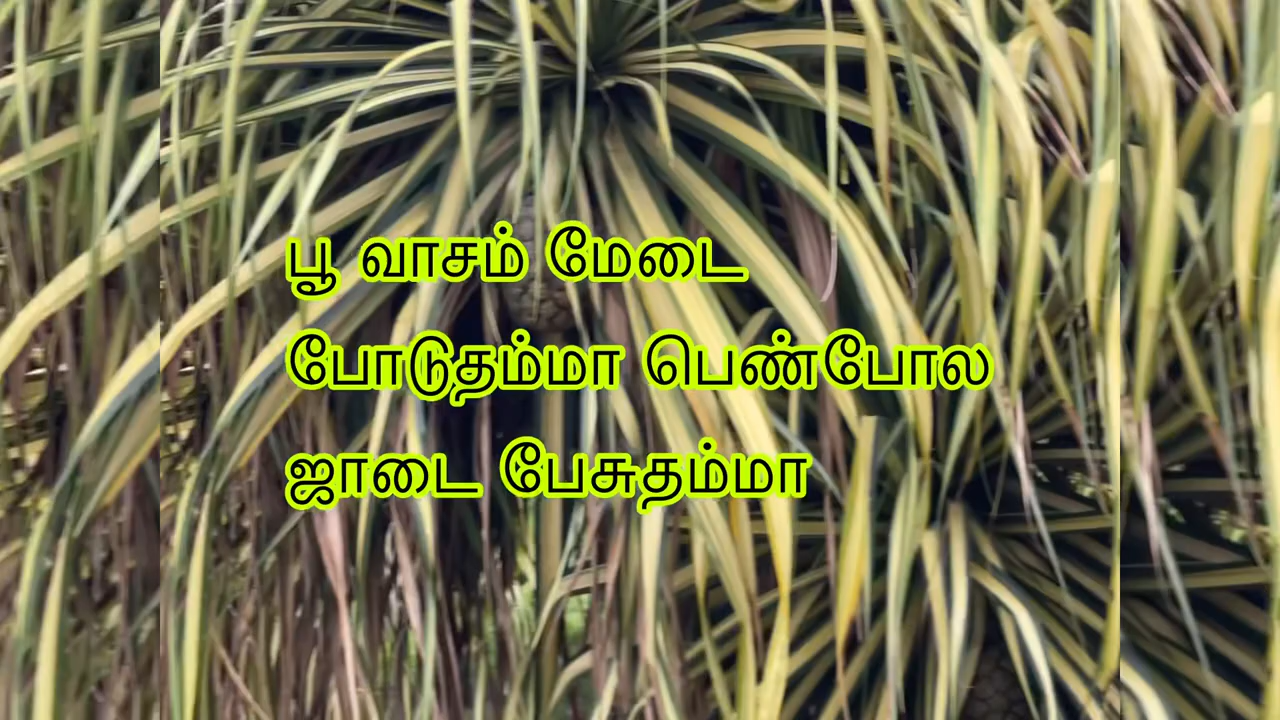 பூ வாசம் மேடை
போடுதம்மா பெண்போல
ஜாடை பேசுதம்மா